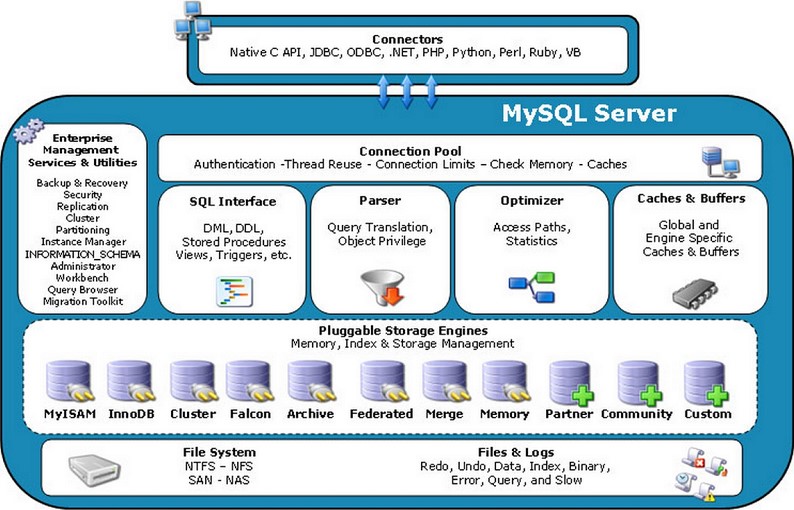 Connectors
Native C API, JDBC, ODBC, .NET, PHP, Python, Perl, Ruby, VB
MySQL Server
Enterprise
Management
Services & Utilities
Backup & Recovery
Security
Replication
Cluster
Partitioning
Instance Manager
INFORMATION_SCHEMA
Administrator
Workbench
Query Browser
Migration Toolkit
Connection Pool
Authentication -Thread Reuse - Connection Limits – Check Memory - Caches
SQL Interface
DML, DDL,
Stored Procedures
Views, Triggers, etc.
Parser
Query Translation,
Object Privilege
Optimizer
Access Paths,
Statistics
Caches & Buffers
Global and
Engine Specific
Caches & Buffers
Pluggable Storage Engines
Memory, Index & Storage Management
MyISAM
InnoDB
Cluster
Falcon
Archive
Federated
Merge
Memory
Partner
Community
Custom
File System
NTFS – NFS
SAN - NAS
Files & Logs
Redo, Undo, Data, Index, Binary,
Error, Query, and Slow